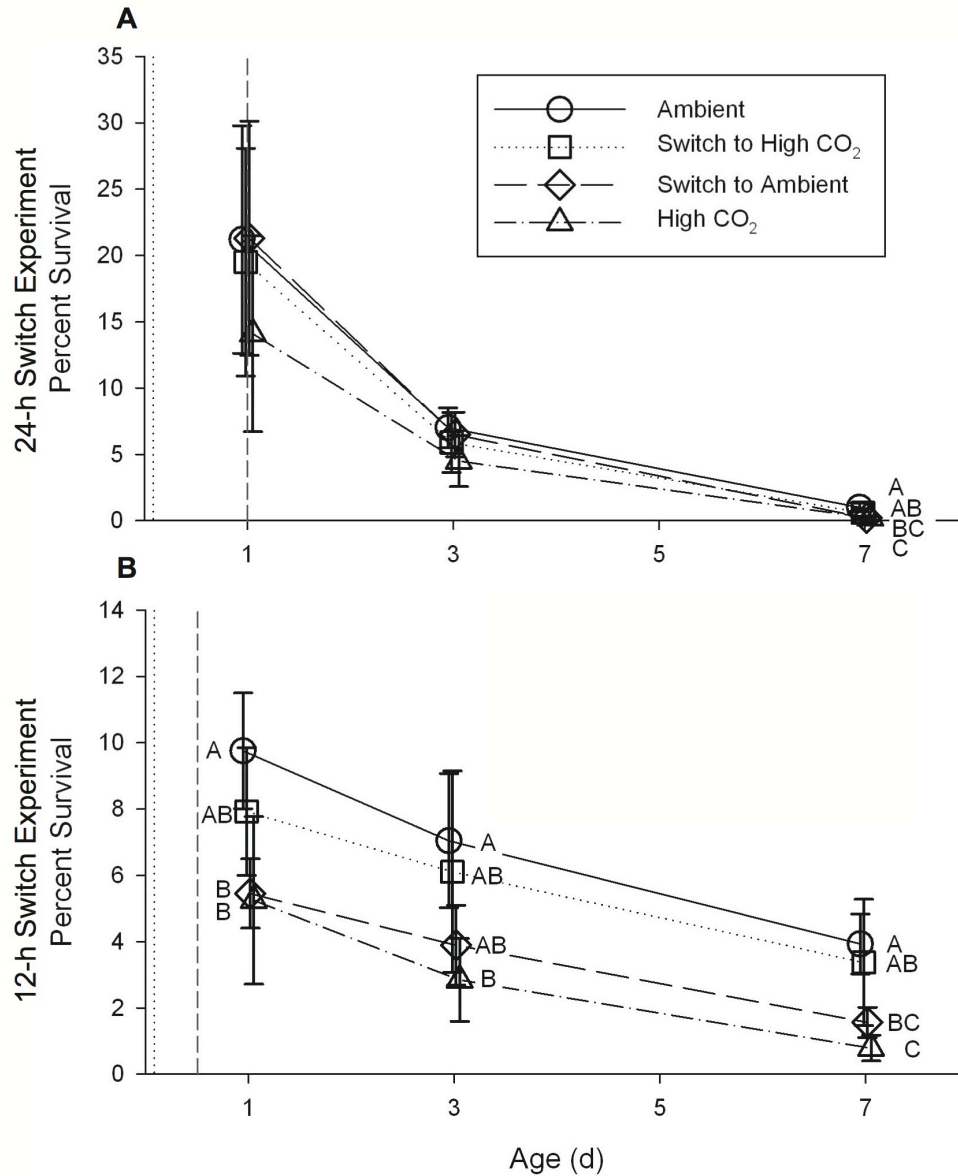 A
35
30
25
20
15
10
5
0
24-h Switch Experiment
Percent Survival
Ambient
Switch to High CO₂
Switch to Ambient
High CO₂
A
AB
BC
C
1 3 5 7
B
14
12
10
8
6
4
2
0
12-h Switch Experiment
Percent Survival
A
AB
B
B
A
AB
AB
B
A
AB
BC
C
1 3 5 7
Age (d)